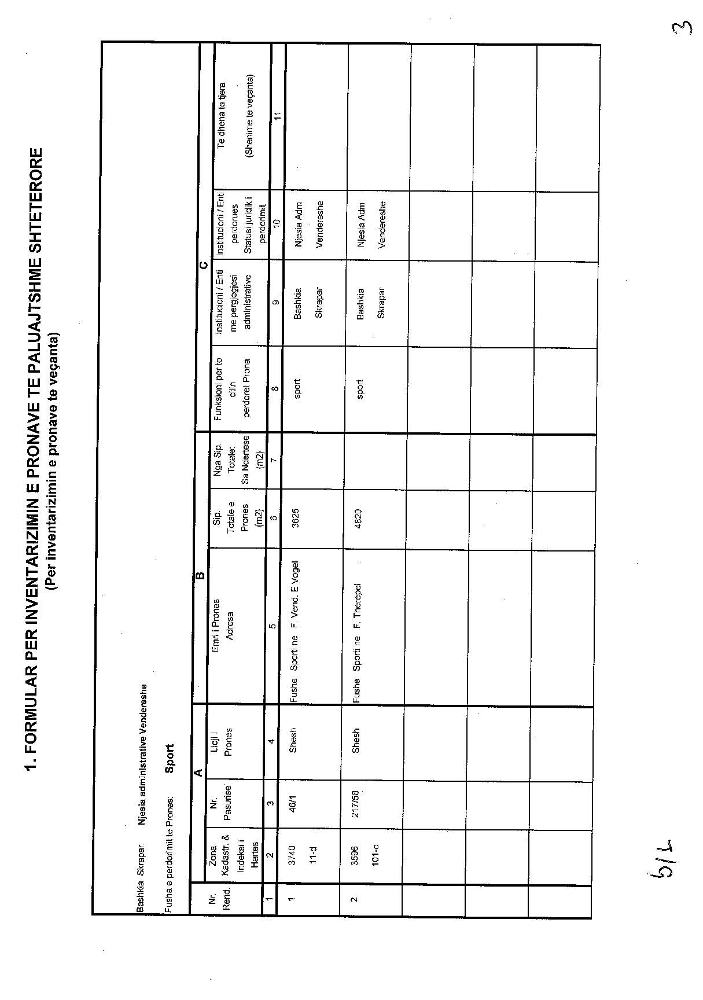 1. FORMULAR PER INVENTARIZIMIN E PRONAVE TE PALUAJTSHME SHTETERORE
(Per inventarizimin e pronave te veçanta)
Bashkia Skrapar: Njesia administrative Vendereshe
Fusha e perdorimit te Prones: Sport
A B C
Nr. Rend.
Zona Kadastr. & Indeksi i Hartes
Nr. Pasurise
Lloji i Prones
Emri i Prones Adresa
Sip. Totale e Prones (m2)
Nga Sip. Totale: Sa Ndertese (m2)
Funksioni per te cilin perdoret Prona
Institucioni / Enti me pergjegjesi administrative
Institucioni / Enti perdorues Statusi juridik i perdorimit
Te dhena te tjera (Shenime te veçanta)
1 2 3 4 5 6 7 8 9 10 11
1 3740 46/1 Shesh Fushe Sporti ne F. Vend. E Vogel 3625 sport Bashkia Njesia Adm
11-d Skrapar Vendereshe
2 3596 217/58 Shesh Fushe Sporti ne F. Therepel 4820 sport Bashkia Njesia Adm
101-c Skrapar Vendereshe
3